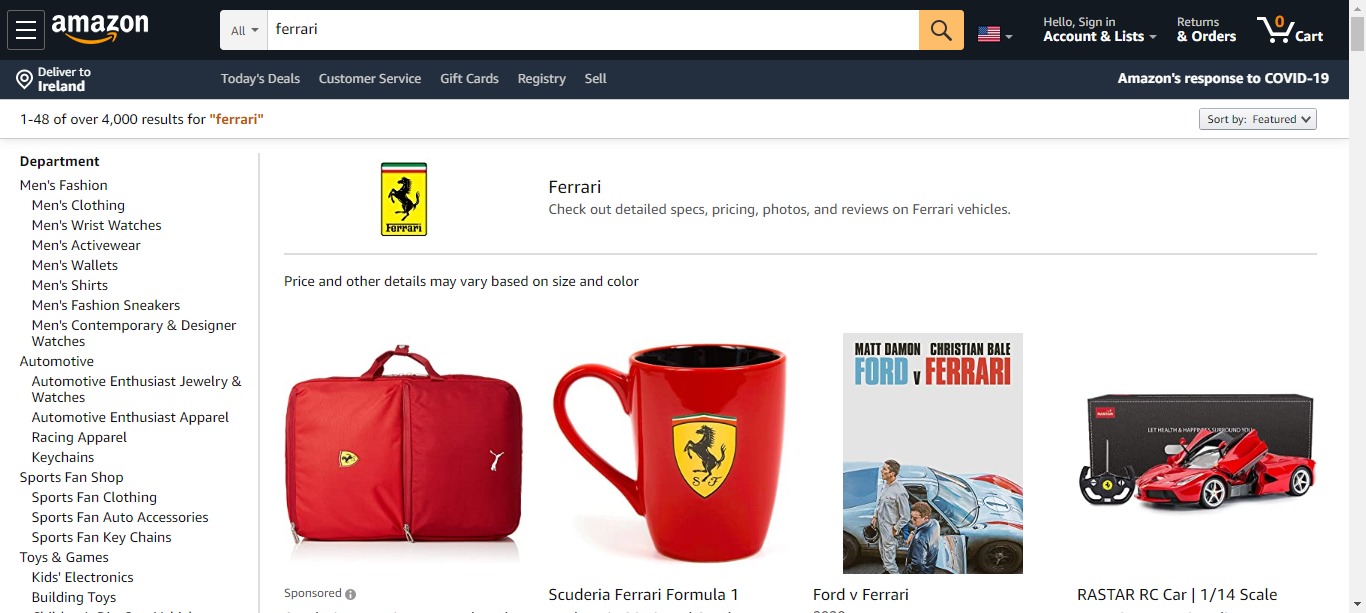 amazon
All
ferrari
Hello, Sign in
Account & Lists
Returns
& Orders
0
Cart
Deliver to
Ireland
Today's Deals
Customer Service
Gift Cards
Registry
Sell
Amazon's response to COVID-19
1-48 of over 4,000 results for "ferrari"
Sort by: Featured
Department
Men's Fashion
Men's Clothing
Men's Wrist Watches
Men's Activewear
Men's Wallets
Men's Shirts
Men's Fashion Sneakers
Men's Contemporary & Designer
Watches
Automotive
Automotive Enthusiast Jewelry &
Watches
Automotive Enthusiast Apparel
Racing Apparel
Keychains
Sports Fan Shop
Sports Fan Clothing
Sports Fan Auto Accessories
Sports Fan Key Chains
Toys & Games
Kids' Electronics
Building Toys
Ferrari
Ferrari
Check out detailed specs, pricing, photos, and reviews on Ferrari vehicles.
Price and other details may vary based on size and color
S F
MATT DAMON CHRISTIAN BALE
FORD v FERRARI
RASTAR
LET HEALTH & HAPPINESS SURROUND YOU
Sponsored
Scuderia Ferrari Formula 1
Ford v Ferrari
RASTAR RC Car | 1/14 Scale